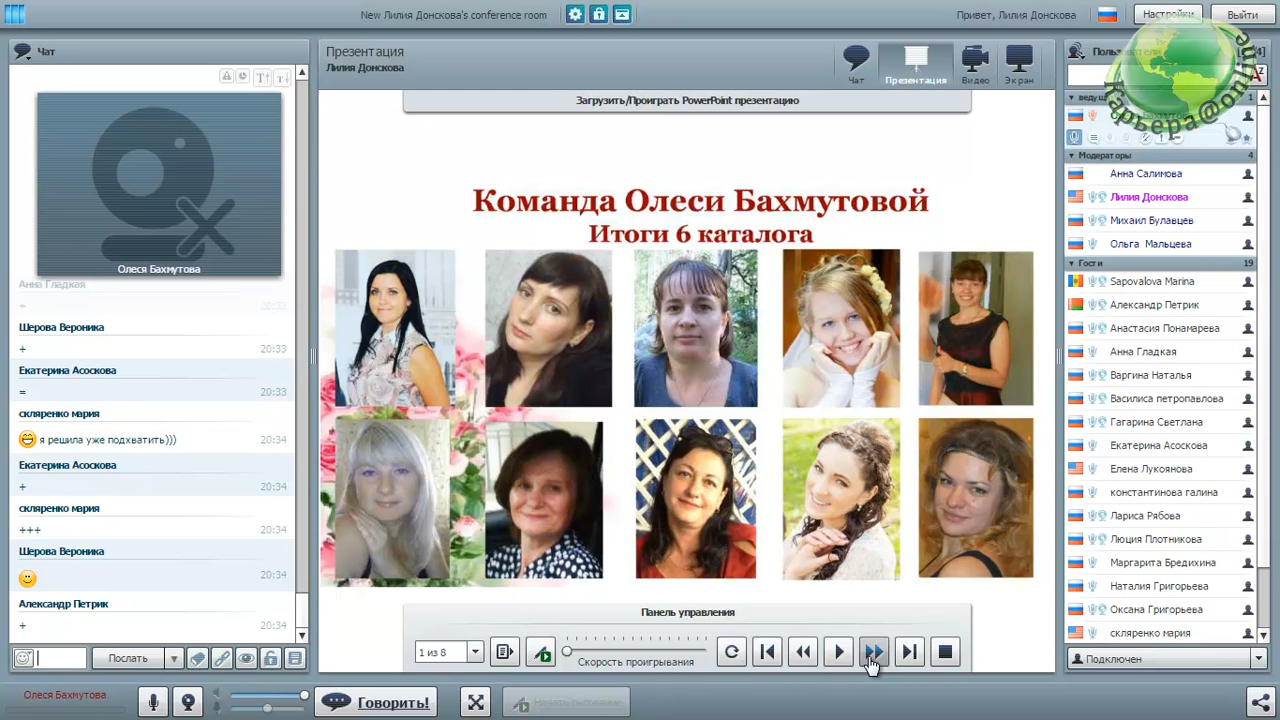 New Лилия Донскова's conference room
Привет, Лилия Донскова
Настройки
Выйти
Чат
Олеся Бахмутова
Анна Гладкая
+ 20:33
Шерова Вероника
+ 20:33
Екатерина Асоскова
= 20:33
скляренко мария
я решила уже подхватить))) 20:34
Екатерина Асоскова
+ 20:34
скляренко мария
+++ 20:34
Шерова Вероника
20:34
Александр Петрик
+ 20:34
Послать
Презентация
Лилия Донскова
Чат
Презентация
Видео
Экран
Загрузить/Проиграть PowerPoint презентацию
Команда Олеси Бахмутовой
Итоги 6 каталога
Панель управления
1 из 8
Скорость проигрывания
Карьера@online
Модераторы 4
Анна Салимова
Лилия Донскова
Михаил Булавцев
Ольга Мальцева
Гости 19
Sapovalova Marina
Александр Петрик
Анастасия Понамарева
Анна Гладкая
Варгина Наталья
Василиса петропавлова
Гагарина Светлана
Екатерина Асоскова
Елена Лукоянова
константинова галина
Лариса Рябова
Люция Плотникова
Маргарита Бредихина
Наталия Григорьева
Оксана Григорьева
скляренко мария
Подключен
Олеся Бахмутова
Говорить!